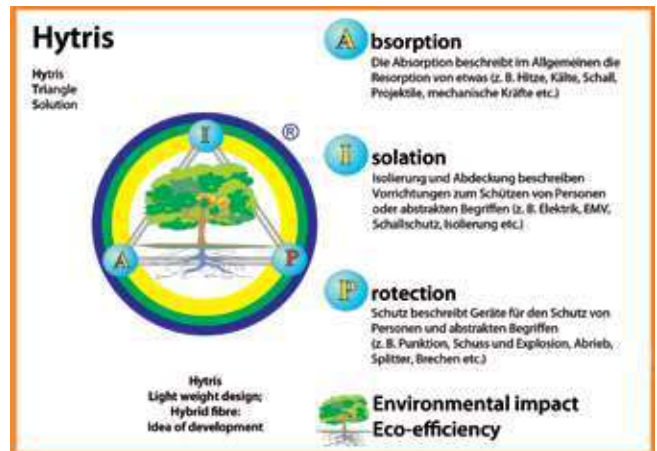 Hytris
Hytris
Triangle
Solution
I
®
A
P
Hytris
Light weight design;
Hybrid fibre:
Idea of development
A bsorption
Die Absorption beschreibt im Allgemeinen die
Resorption von etwas (z. B. Hitze, Kälte, Schall,
Projektile, mechanische Kräfte etc.)
ii solation
Isolierung und Abdeckung beschreiben
Vorrichtungen zum Schützen von Personen
oder abstrakten Begriffen (z. B. Elektrik, EMV,
Schallschutz, Isolierung etc.)
P rotection
Schutz beschreibt Geräte für den Schutz von
Personen und abstrakten Begriffen
(z. B. Punktion, Schuss und Explosion, Abrieb,
Splitter, Brechen etc.)
Environmental impact
Eco-efficiency